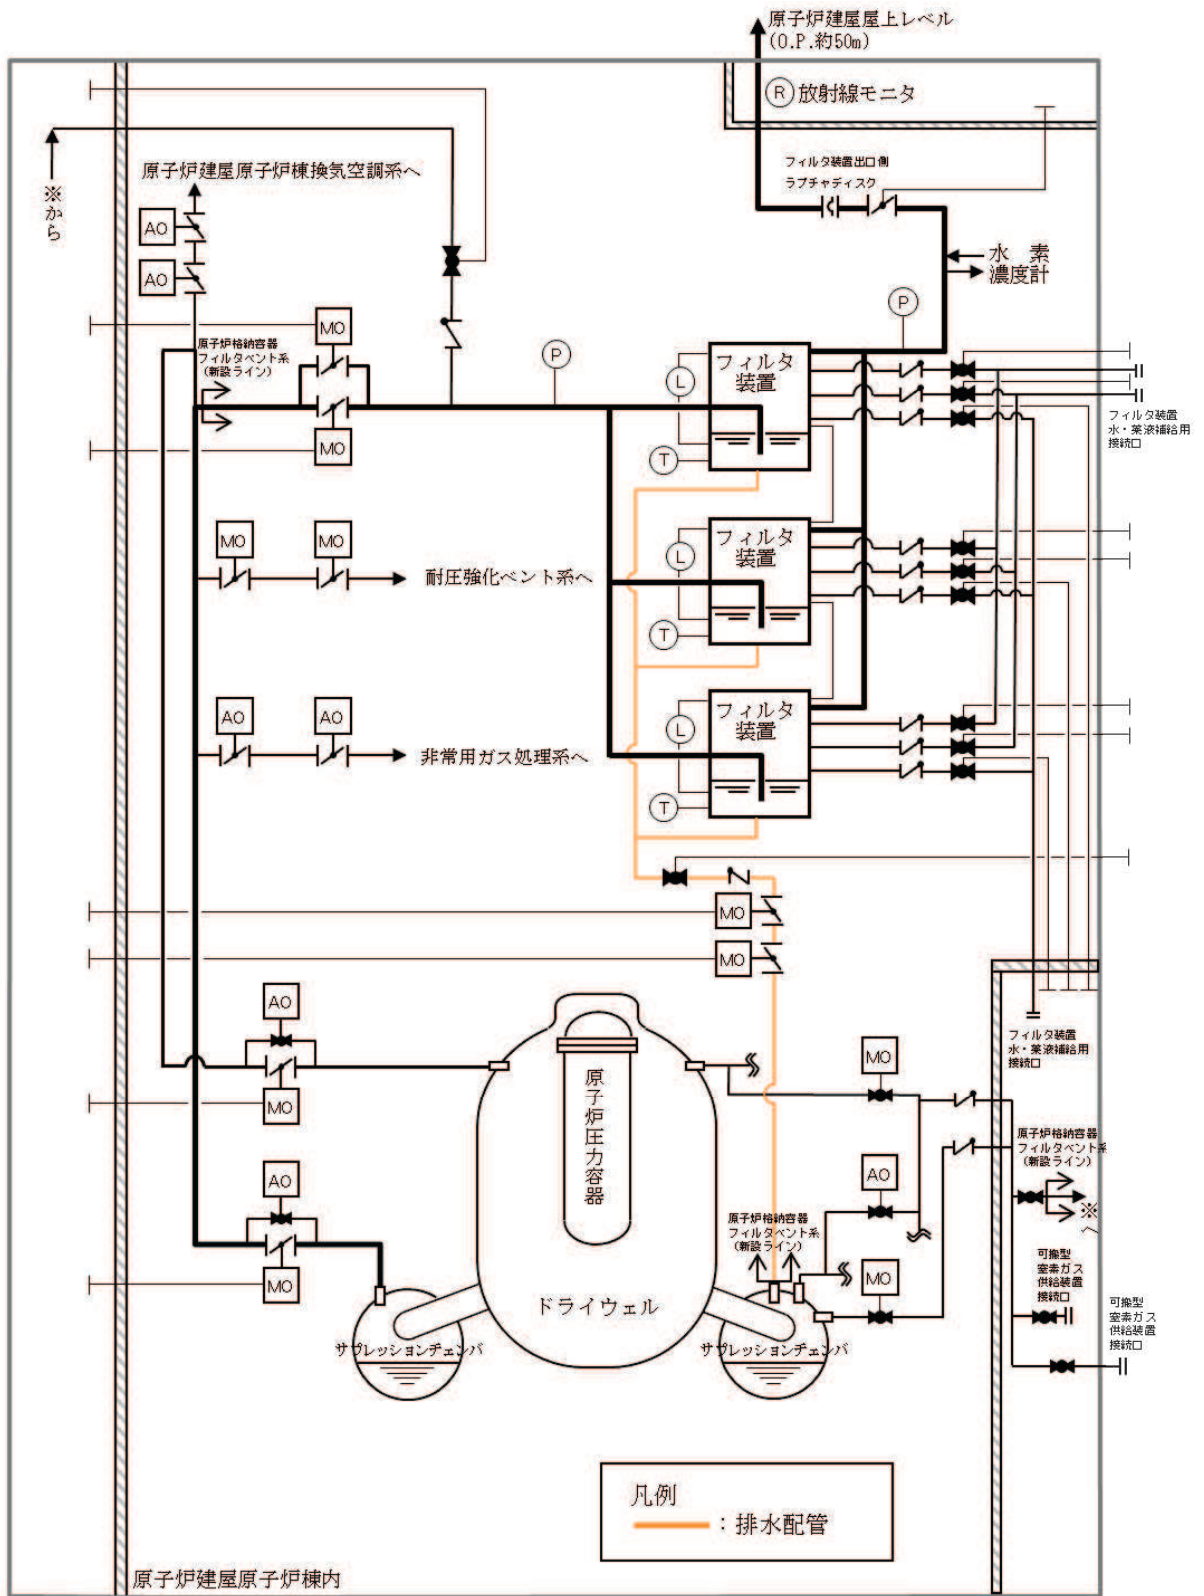 原子炉建屋屋上レベル
(O.P.約50m)
R 放射線モニタ
フィルタ装置出口側
ラプチャディスク
※から
原子炉建屋原子炉棟換気空調系へ
AO
AO
水 素
濃度計
P
MO
原子炉格納容器
フィルタベント系
(新設ライン)
P
MO
フィルタ
装置
L
T
フィルタ装置
水・薬液補給用
接続口
MO
MO
耐圧強化ベント系へ
フィルタ
装置
L
T
AO
AO
非常用ガス処理系へ
フィルタ
装置
L
T
MO
MO
AO
MO
原子炉圧力容器
MO
フィルタ装置
水・薬液補給用
接続口
AO
MO
ドライウェル
サプレッションチェンバ
サプレッションチェンバ
原子炉格納容器
フィルタベント系
(新設ライン)
AO
MO
原子炉格納容器
フィルタベント系
(新設ライン)
※へ
可搬型
窒素ガス
供給装置
接続口
可搬型
窒素ガス
供給装置
接続口
凡例
：排水配管
原子炉建屋原子炉棟内